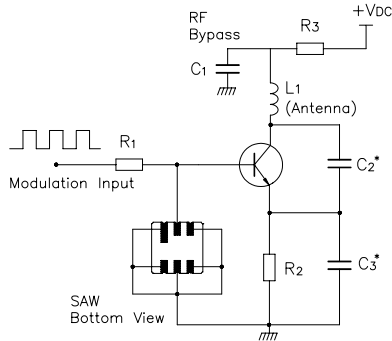 +VDC
RF
Bypass
R3
C1
L1
(Antenna)
R1
Modulation Input
C2*
R2
C3*
SAW
Bottom View